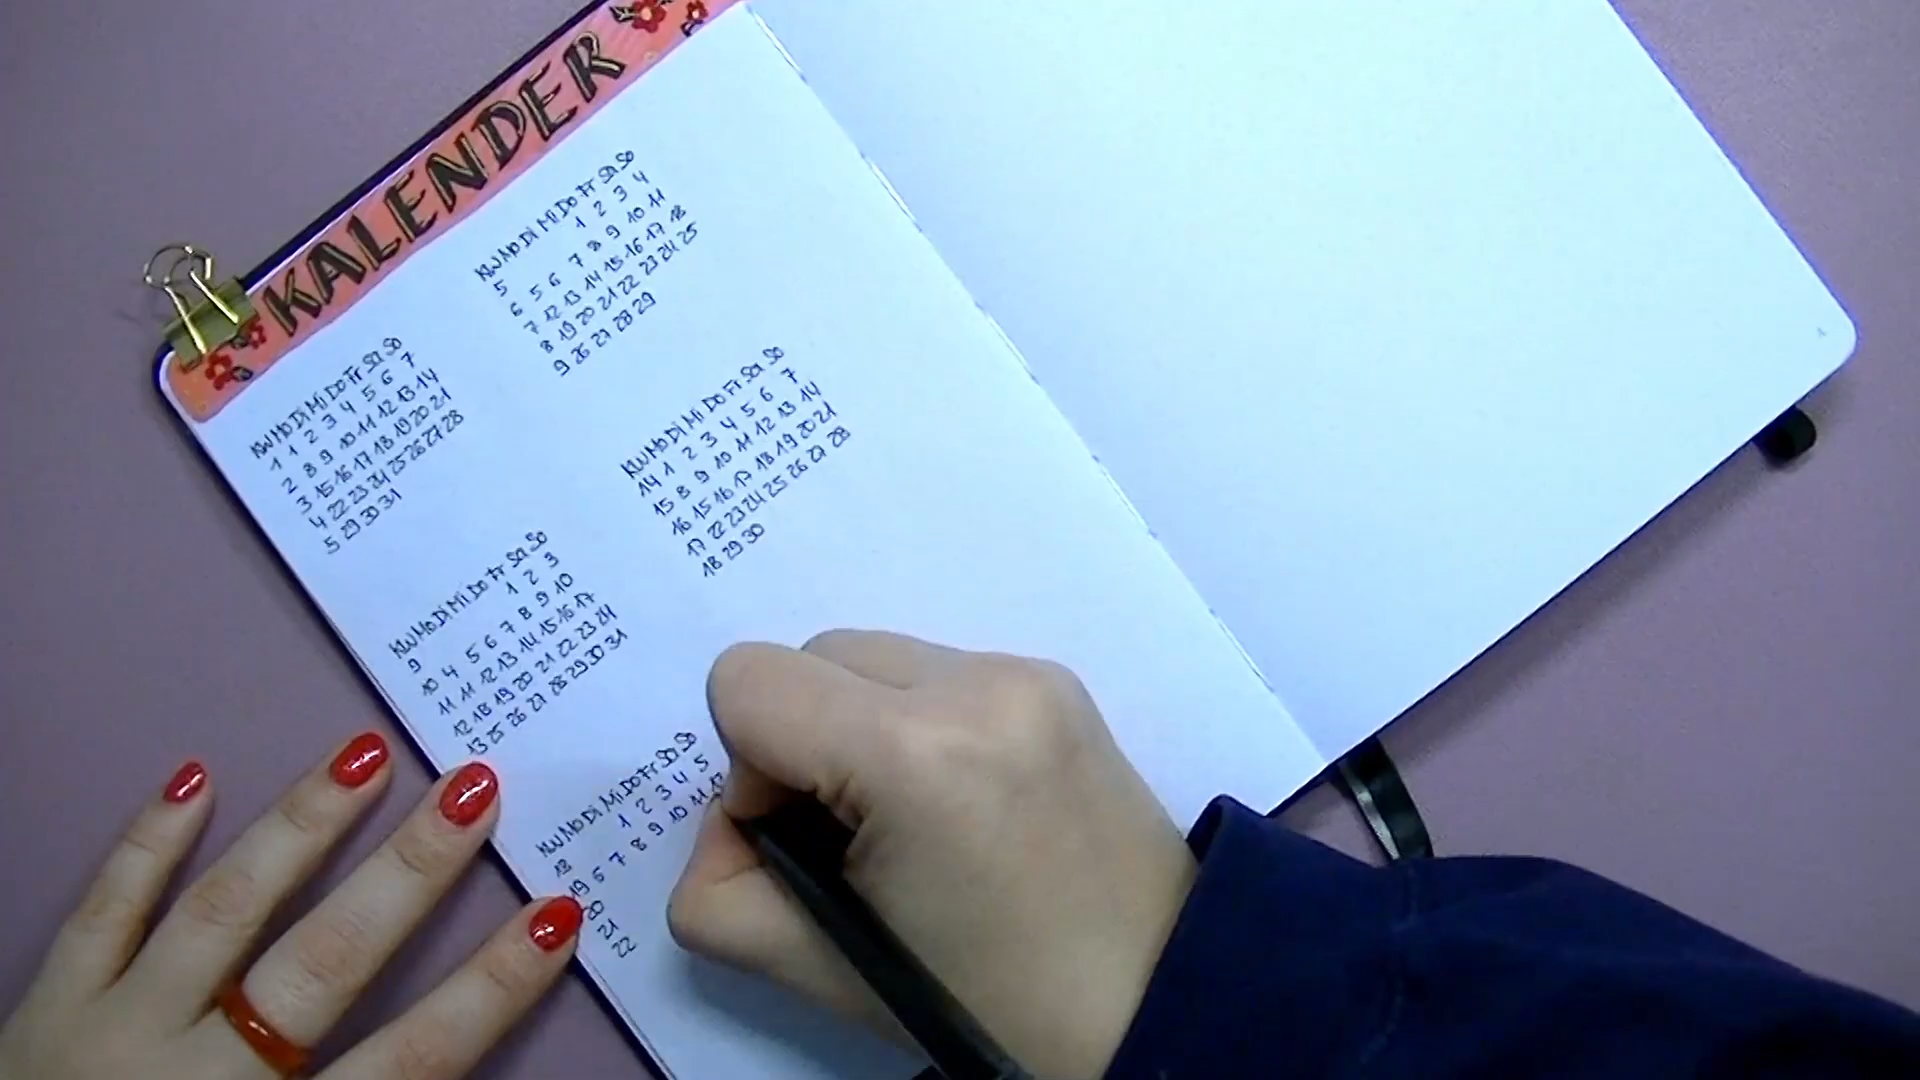 KALENDER
KW Mo Di Mi Do Fr Sa So
1 1 2 3 4 5 6 7
2 8 9 10 11 12 13 14
3 15 16 17 18 19 20 21
4 22 23 24 25 26 27 28
5 29 30 31
KW Mo Di Mi Do Fr Sa So
5 1 2 3 4
6 5 6 7 8 9 10 11
7 12 13 14 15 16 17 18
8 19 20 21 22 23 24 25
9 26 27 28 29
KW Mo Di Mi Do Fr Sa So
9 1 2 3
10 4 5 6 7 8 9 10
11 11 12 13 14 15 16 17
12 18 19 20 21 22 23 24
13 25 26 27 28 29 30 31
KW Mo Di Mi Do Fr Sa So
14 1 2 3 4 5 6 7
15 8 9 10 11 12 13 14
16 15 16 17 18 19 20 21
17 22 23 24 25 26 27 28
18 29 30
KW Mo Di Mi Do Fr Sa So
18 1 2 3 4 5
19 6 7 8 9 10 11 12
20
21
22